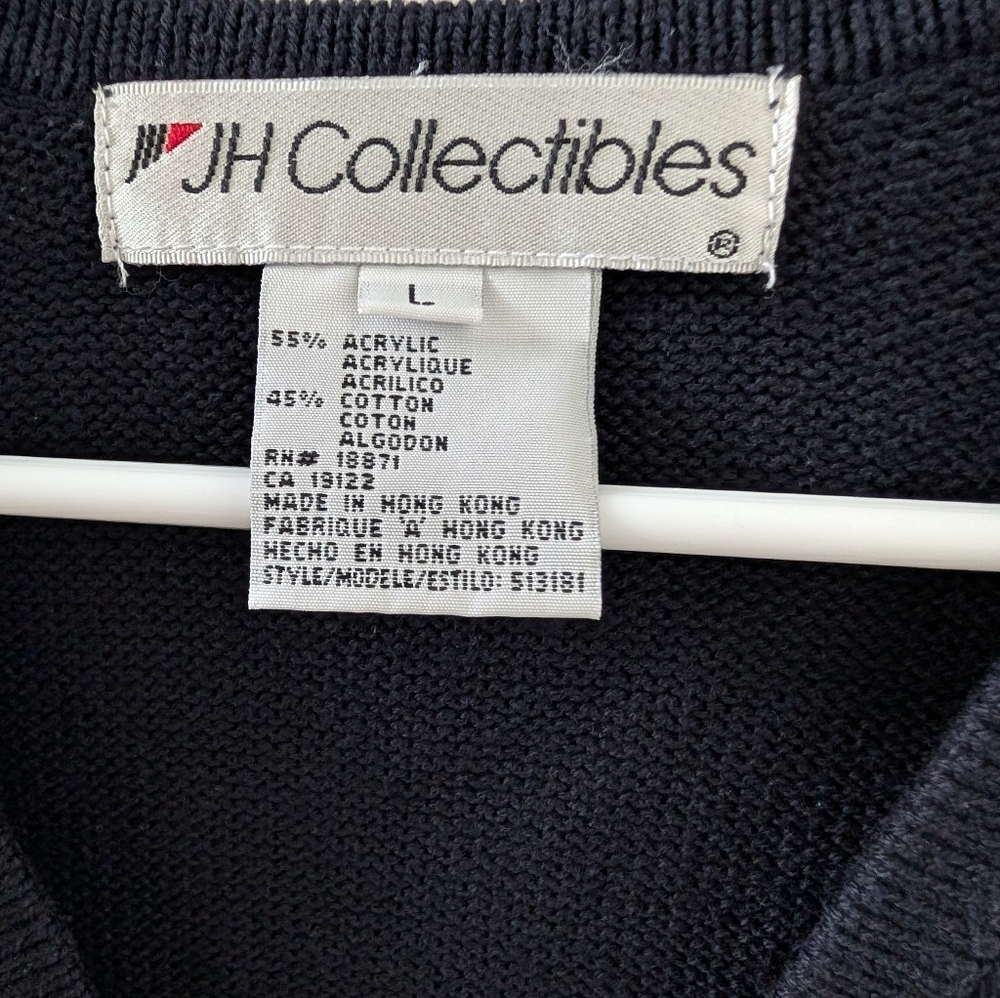 JH Collectibles
®
L
55% ACRYLIC
ACRYLIQUE
ACRILICO
45% COTTON
COTON
ALGODON
RN# 18871
CA 19122
MADE IN HONG KONG
FABRIQUE 'A' HONG KONG
HECHO EN HONG KONG
STYLE/MODELE/ESTILO: 513181